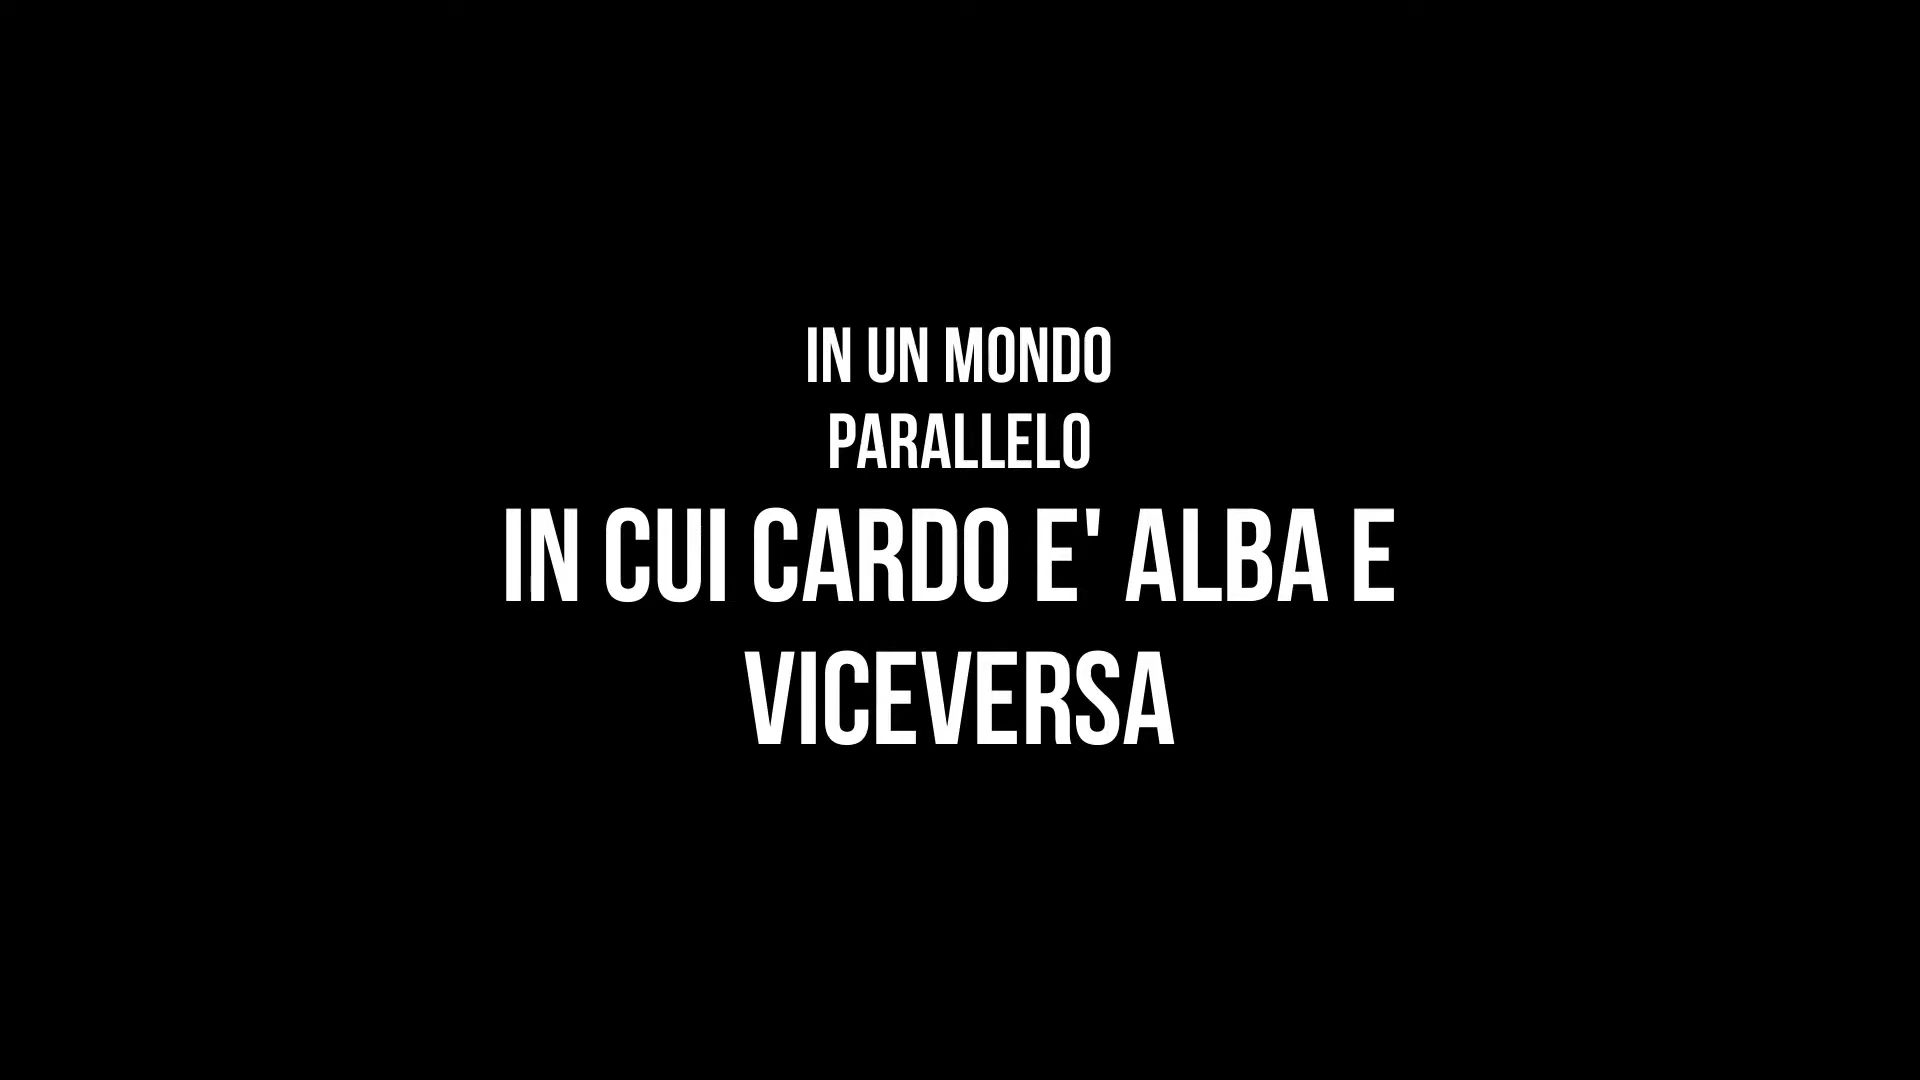 IN UN MONDO
PARALLELO
IN CUI CARDO E' ALBA E
VICEVERSA